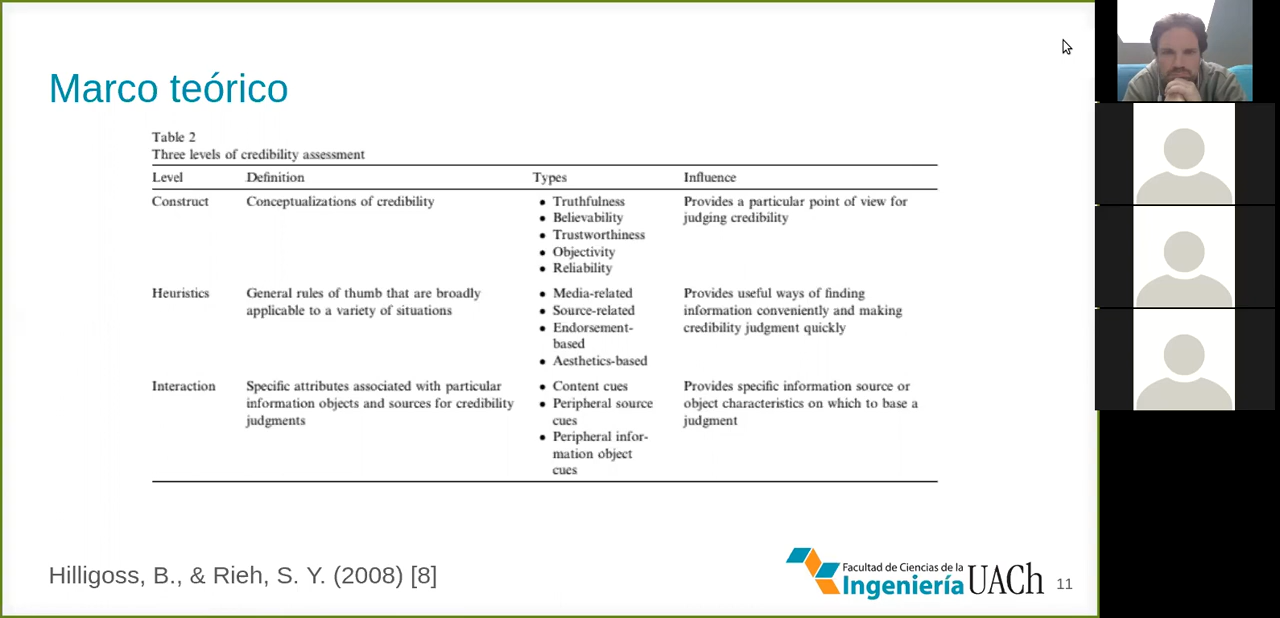 Marco teórico
Table 2
Three levels of credibility assessment
Level Definition Types Influence
Construct Conceptualizations of credibility • Truthfulness Provides a particular point of view for
• Believability judging credibility
• Trustworthiness
• Objectivity
• Reliability
Heuristics General rules of thumb that are broadly • Media-related Provides useful ways of finding
applicable to a variety of situations • Source-related information conveniently and making
• Endorsement- credibility judgment quickly
based
• Aesthetics-based
Interaction Specific attributes associated with particular • Content cues Provides specific information source or
information objects and sources for credibility • Peripheral source object characteristics on which to base a
judgments cues judgment
• Peripheral infor-
mation object
cues
Hilligoss, B., & Rieh, S. Y. (2008) [8]
Facultad de Ciencias de la
Ingeniería UACh
11